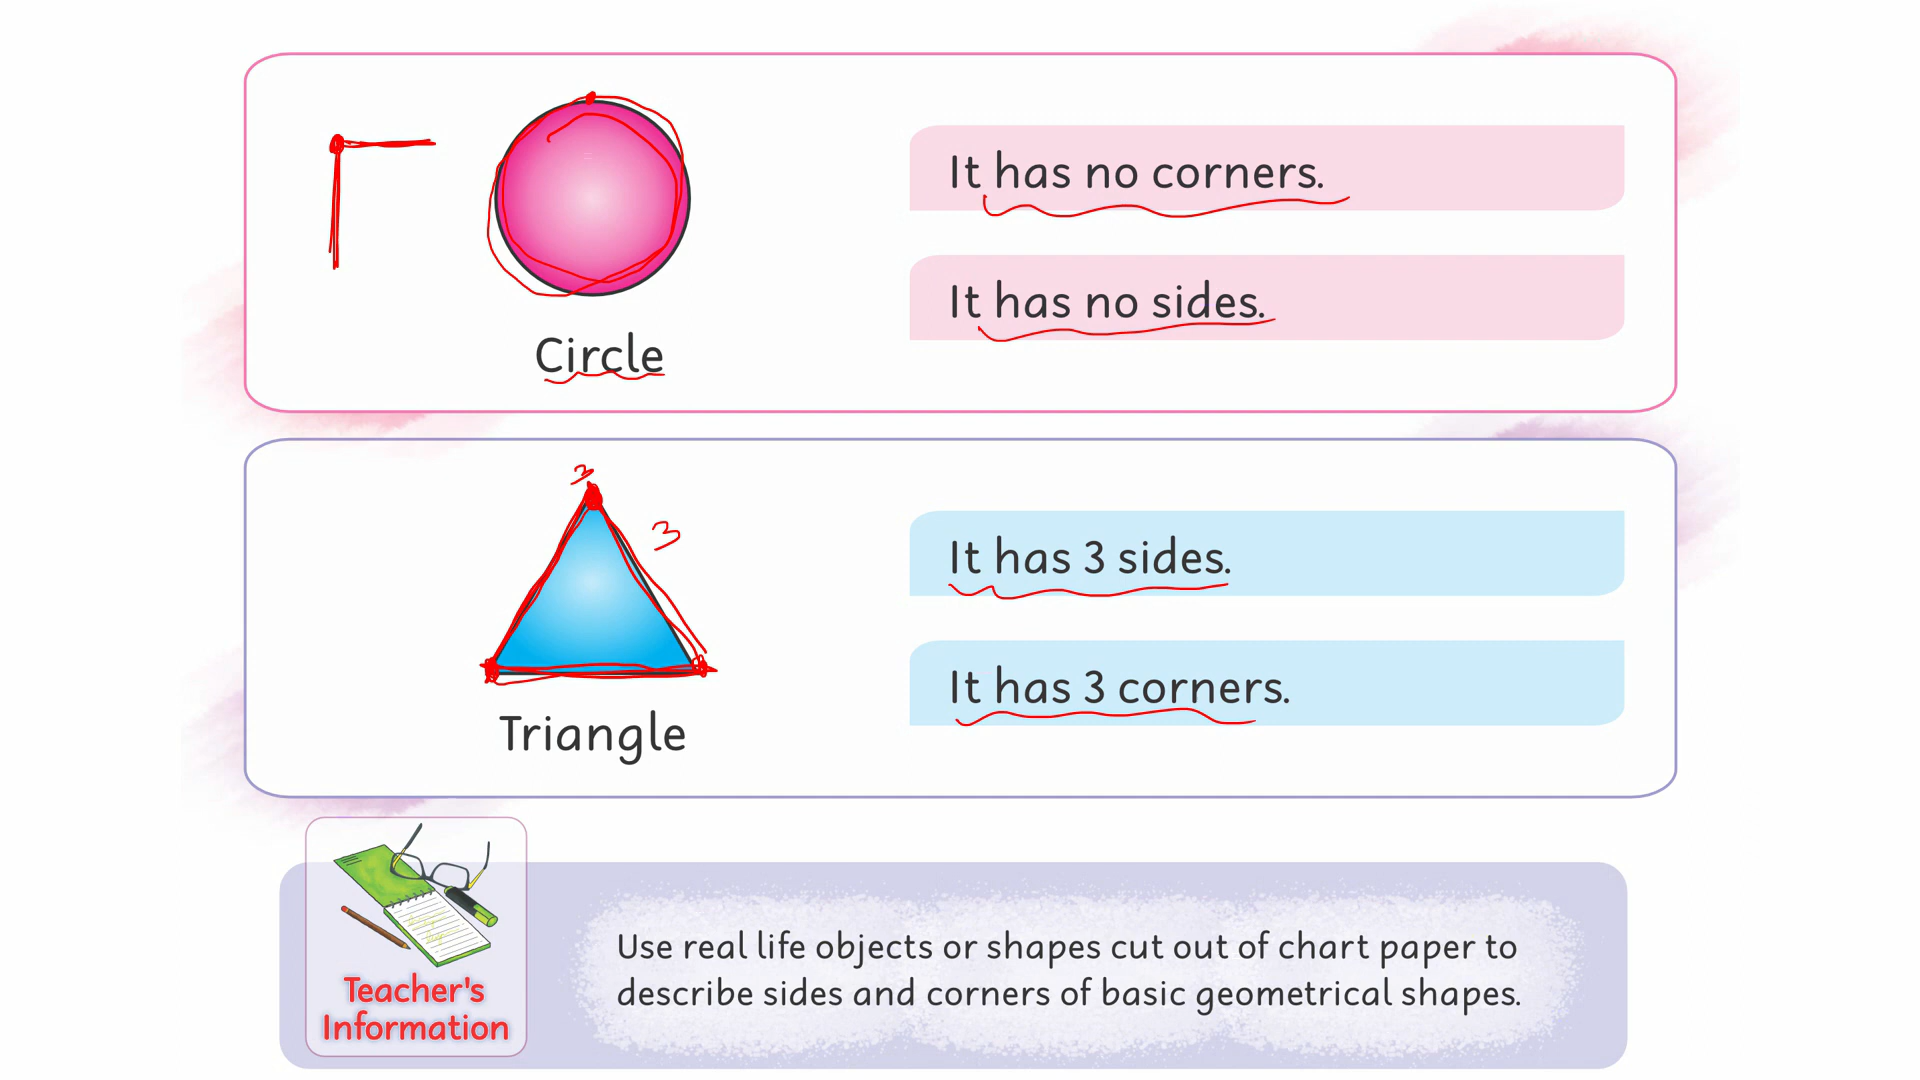 It has no corners.
It has no sides.
Circle
3
3
It has 3 sides.
It has 3 corners.
Triangle
Teacher's
Information
Use real life objects or shapes cut out of chart paper to
describe sides and corners of basic geometrical shapes.